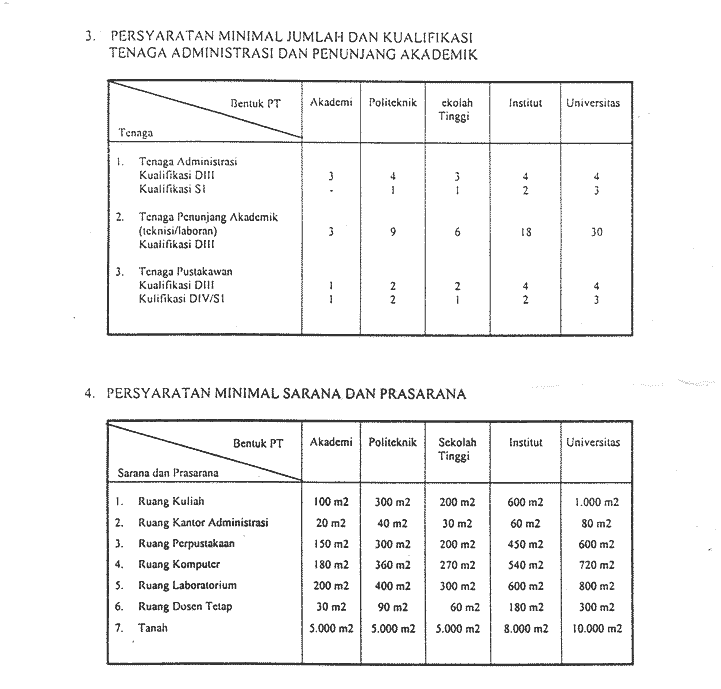 3. PERSYARATAN MINIMAL JUMLAH DAN KUALIFIKASI
TENAGA ADMINISTRASI DAN PENUNJANG AKADEMIK
Bentuk PT Akademi Politeknik ekolah Institut Universitas
Tinggi
Tenaga
1. Tenaga Administrasi
Kualifikasi DIII 3 4 3 4 4
Kualifikasi S1 - 1 1 2 3
2. Tenaga Penunjang Akademik
(teknisi/laboran) 3 9 6 18 30
Kualifikasi DIII
3. Tenaga Pustakawan
Kualifikasi DIII 1 2 2 4 4
Kulifikasi DIV/S1 1 2 1 2 3
4. PERSYARATAN MINIMAL SARANA DAN PRASARANA
Bentuk PT Akademi Politeknik Sekolah Institut Universitas
Tinggi
Sarana dan Prasarana
1. Ruang Kuliah 100 m2 300 m2 200 m2 600 m2 1.000 m2
2. Ruang Kantor Administrasi 20 m2 40 m2 30 m2 60 m2 80 m2
3. Ruang Perpustakaan 150 m2 300 m2 200 m2 450 m2 600 m2
4. Ruang Komputer 180 m2 360 m2 270 m2 540 m2 720 m2
5. Ruang Laboratorium 200 m2 400 m2 300 m2 600 m2 800 m2
6. Ruang Dosen Tetap 30 m2 90 m2 60 m2 180 m2 300 m2
7. Tanah 5.000 m2 5.000 m2 5.000 m2 8.000 m2 10.000 m2